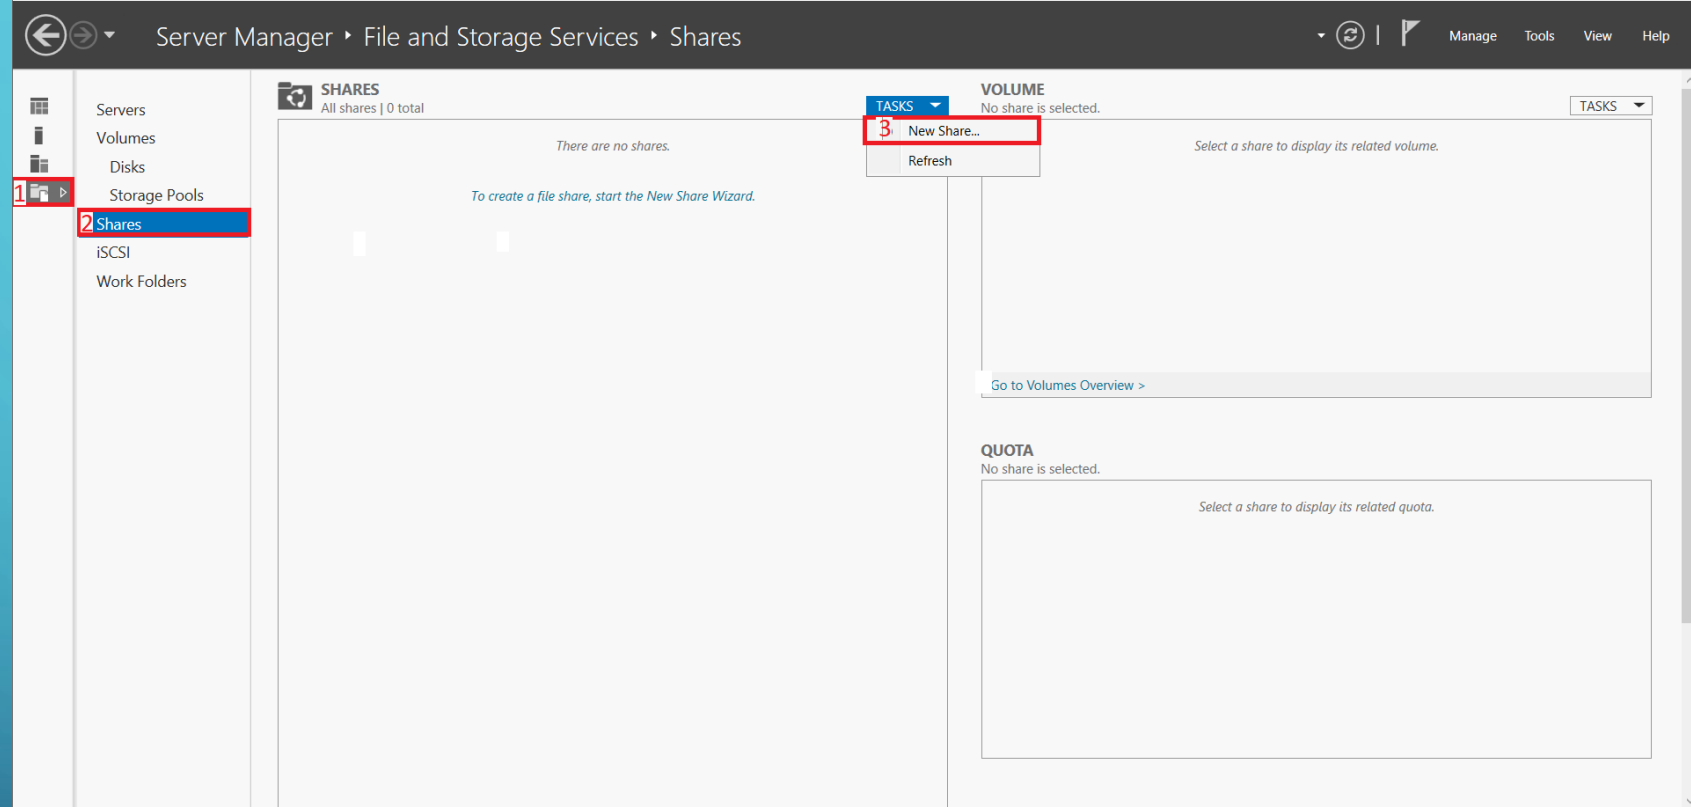 Server Manager ‣ File and Storage Services ‣ Shares
Manage Tools View Help
1
Servers
Volumes
Disks
Storage Pools
2 Shares
iSCSI
Work Folders
SHARES
All shares | 0 total
TASKS
3 New Share...
Refresh
There are no shares.
To create a file share, start the New Share Wizard.
VOLUME
No share is selected.
TASKS
Select a share to display its related volume.
Go to Volumes Overview >
QUOTA
No share is selected.
Select a share to display its related quota.